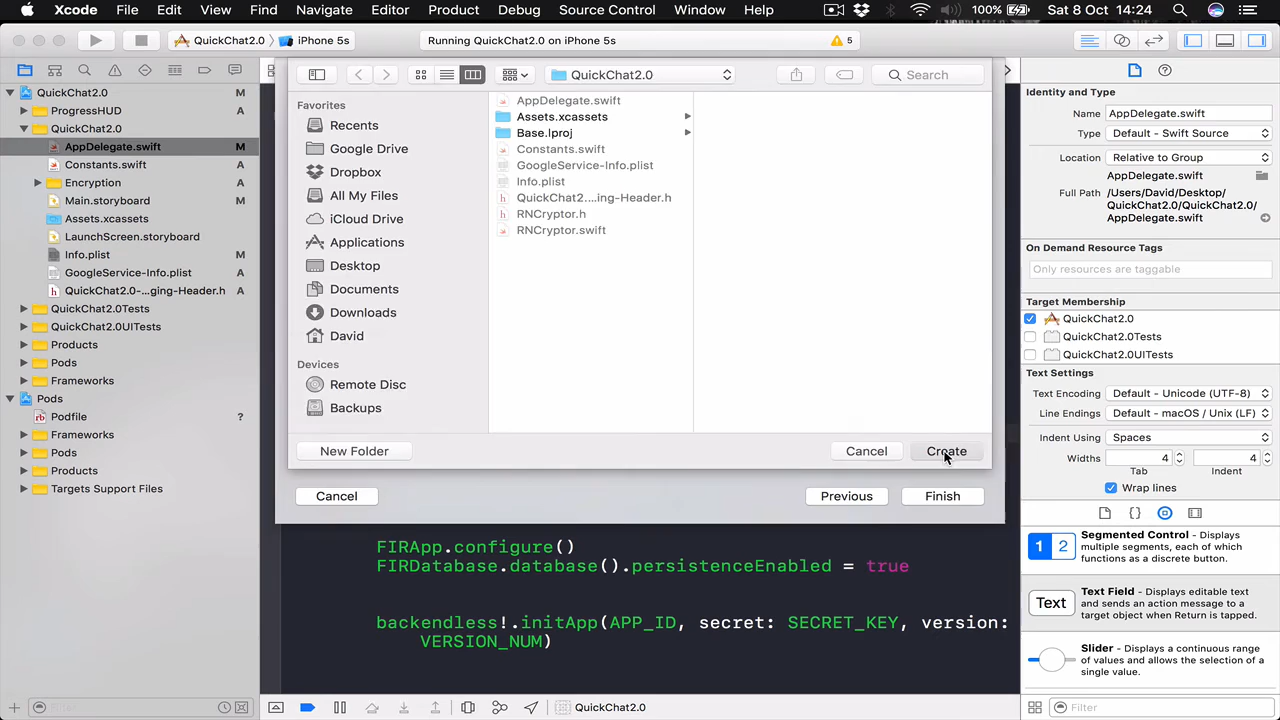 Xcode File Edit View Find Navigate Editor Product Debug Source Control Window Help 100% Sat 8 Oct 14:24
QuickChat2.0 iPhone 5s Running QuickChat2.0 on iPhone 5s 5
QuickChat2.0 M
ProgressHUD A
QuickChat2.0
AppDelegate.swift M
Constants.swift A
Encryption A
Main.storyboard M
Assets.xcassets
LaunchScreen.storyboard
Info.plist M
GoogleService-Info.plist A
QuickChat2.0-...ging-Header.h A
QuickChat2.0Tests
QuickChat2.0UITests
Products
Pods
Frameworks
Pods
Podfile ?
Frameworks
Pods
Products
Targets Support Files
Filter
QuickChat2.0
Search
Favorites
Recents
Google Drive
Dropbox
All My Files
iCloud Drive
Applications
Desktop
Documents
Downloads
David
Devices
Remote Disc
Backups
AppDelegate.swift
Assets.xcassets
Base.lproj
Constants.swift
GoogleService-Info.plist
Info.plist
QuickChat2....ing-Header.h
RNCryptor.h
RNCryptor.swift
New Folder Cancel Create
Cancel Previous Finish
FIRApp.configure()
FIRDatabase.database().persistenceEnabled = true
backendless!.initApp(APP_ID, secret: SECRET_KEY, version:
VERSION_NUM)
QuickChat2.0
Identity and Type
Name AppDelegate.swift
Type Default - Swift Source
Location Relative to Group
AppDelegate.swift
Full Path /Users/David/Desktop/
QuickChat2.0/QuickChat2.0/
AppDelegate.swift
On Demand Resource Tags
Only resources are taggable
Target Membership
QuickChat2.0
QuickChat2.0Tests
QuickChat2.0UITests
Text Settings
Text Encoding Default - Unicode (UTF-8)
Line Endings Default - macOS / Unix (LF)
Indent Using Spaces
Widths 4 4
Tab Indent
Wrap lines
1 2 Segmented Control - Displays
multiple segments, each of which
functions as a discrete button.
Text Text Field - Displays editable text
and sends an action message to a
target object when Return is tapped.
Slider - Displays a continuous range
of values and allows the selection of a
single value.
Filter